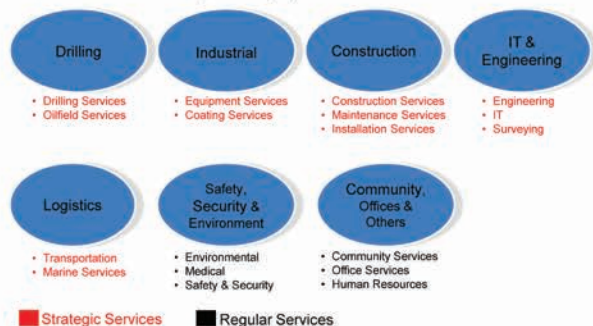 Drilling
Industrial
Construction
IT &
Engineering
• Drilling Services
• Oilfield Services
• Equipment Services
• Coating Services
• Construction Services
• Maintenance Services
• Installation Services
• Engineering
• IT
• Surveying
Logistics
Safety,
Security &
Environment
Community,
Offices &
Others
• Transportation
• Marine Services
• Environmental
• Medical
• Safety & Security
• Community Services
• Office Services
• Human Resources
Strategic Services
Regular Services